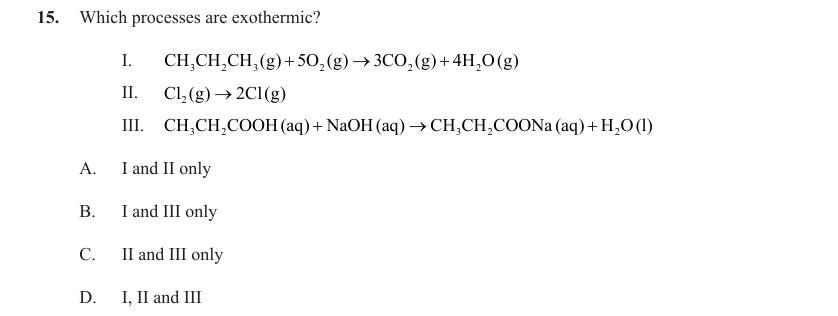 15. Which processes are exothermic?
I. CH₃CH₂CH₃(g) + 5O₂(g) → 3CO₂(g) + 4H₂O(g)
II. Cl₂(g) → 2Cl(g)
III. CH₃CH₂COOH(aq) + NaOH(aq) → CH₃CH₂COONa(aq) + H₂O(l)
A. I and II only
B. I and III only
C. II and III only
D. I, II and III